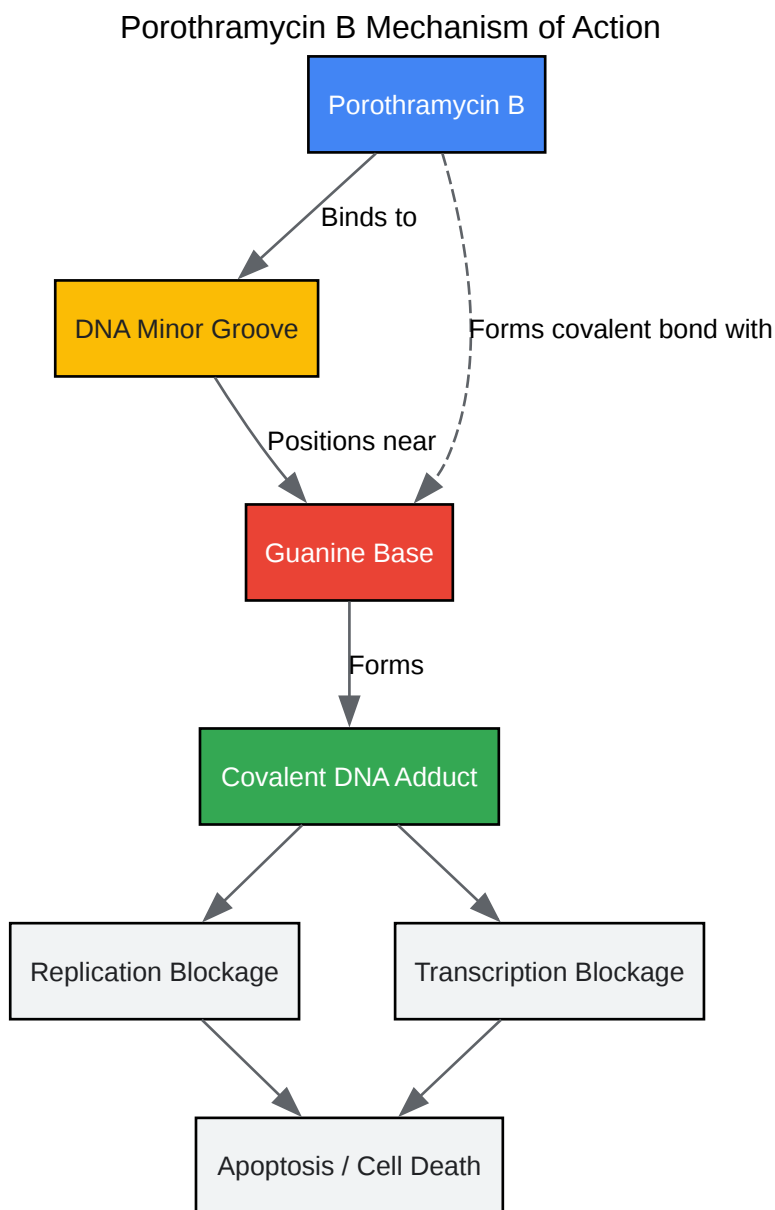 Porothramycin B Mechanism of Action
Porothramycin B
Binds to
DNA Minor Groove
Forms covalent bond with
Positions near
Guanine Base
Forms
Covalent DNA Adduct
Replication Blockage
Transcription Blockage
Apoptosis / Cell Death